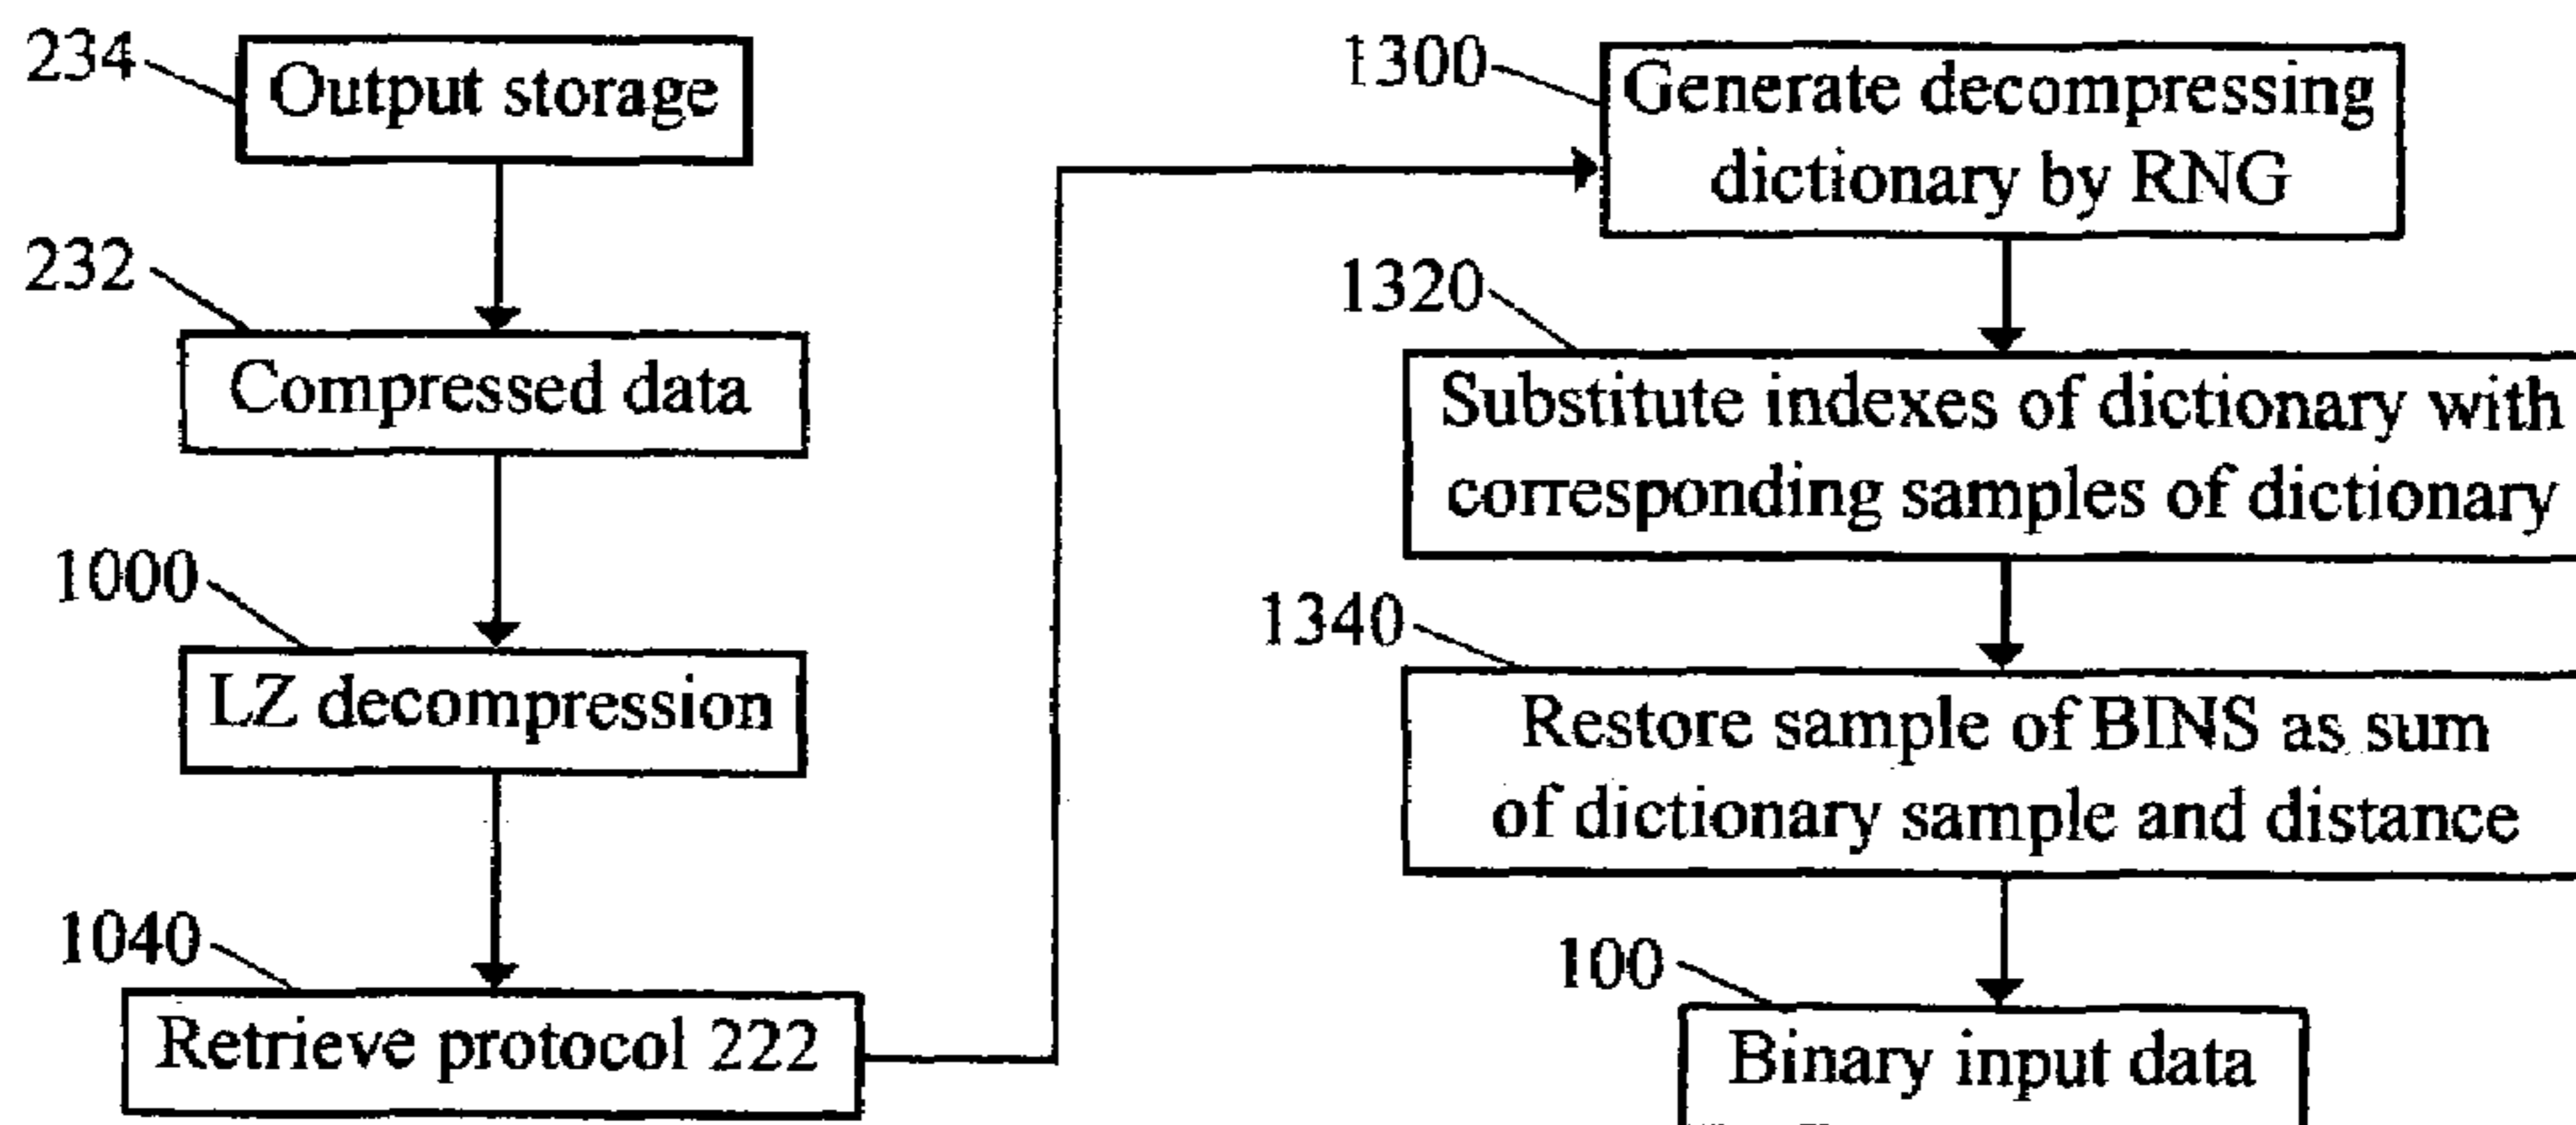 234
Output storage
232
Compressed data
1000
LZ decompression
1040
Retrieve protocol 222
1300
Generate decompressing
dictionary by RNG
1320
Substitute indexes of dictionary with
corresponding samples of dictionary
1340
Restore sample of BINS as sum
of dictionary sample and distance
100
Binary input data